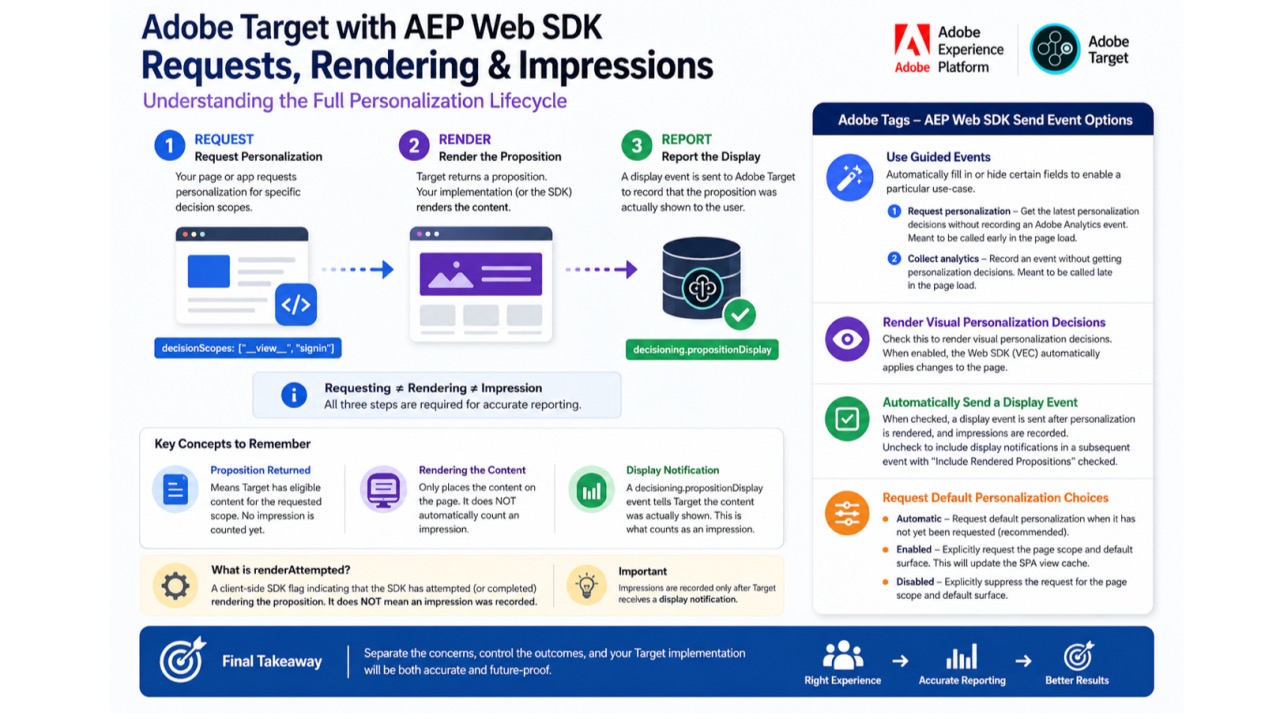 Adobe Target with AEP Web SDK
Requests, Rendering & Impressions
Understanding the Full Personalization Lifecycle
Adobe
Adobe
Experience
Platform
Adobe
Target
1
REQUEST
Request Personalization
Your page or app requests
personalization for specific
decision scopes.
</>
decisionScopes: ["__view__", "signin"]
2
RENDER
Render the Proposition
Target returns a proposition.
Your implementation (or the SDK)
renders the content.
3
REPORT
Report the Display
A display event is sent to Adobe Target
to record that the proposition was
actually shown to the user.
decisioning.propositionDisplay
i
Requesting ≠ Rendering ≠ Impression
All three steps are required for accurate reporting.
Key Concepts to Remember
Proposition Returned
Means Target has eligible
content for the requested
scope. No impression is
counted yet.
Rendering the Content
Only places the content on
the page. It does NOT
automatically count an
impression.
Display Notification
A decisioning.propositionDisplay
event tells Target the content
was actually shown. This is
what counts as an impression.
What is renderAttempted?
A client-side SDK flag indicating that the SDK has attempted (or completed)
rendering the proposition. It does NOT mean an impression was recorded.
Important
Impressions are recorded only after Target
receives a display notification.
Adobe Tags – AEP Web SDK Send Event Options
Use Guided Events
Automatically fill in or hide certain fields to enable a
particular use-case.
1 Request personalization – Get the latest personalization
decisions without recording an Adobe Analytics event.
Meant to be called early in the page load.
2 Collect analytics – Record an event without getting
personalization decisions. Meant to be called late
in the page load.
Render Visual Personalization Decisions
Check this to render visual personalization decisions.
When enabled, the Web SDK (VEC) automatically
applies changes to the page.
Automatically Send a Display Event
When checked, a display event is sent after personalization
is rendered, and impressions are recorded.
Uncheck to include display notifications in a subsequent
event with "Include Rendered Propositions" checked.
Request Default Personalization Choices
Automatic – Request default personalization when it has
not yet been requested (recommended).
Enabled – Explicitly request the page scope and default
surface. This will update the SPA view cache.
Disabled – Explicitly suppress the request for the page
scope and default surface.
Final Takeaway
Separate the concerns, control the outcomes, and your Target implementation
will be both accurate and future-proof.
Right Experience
Accurate Reporting
Better Results